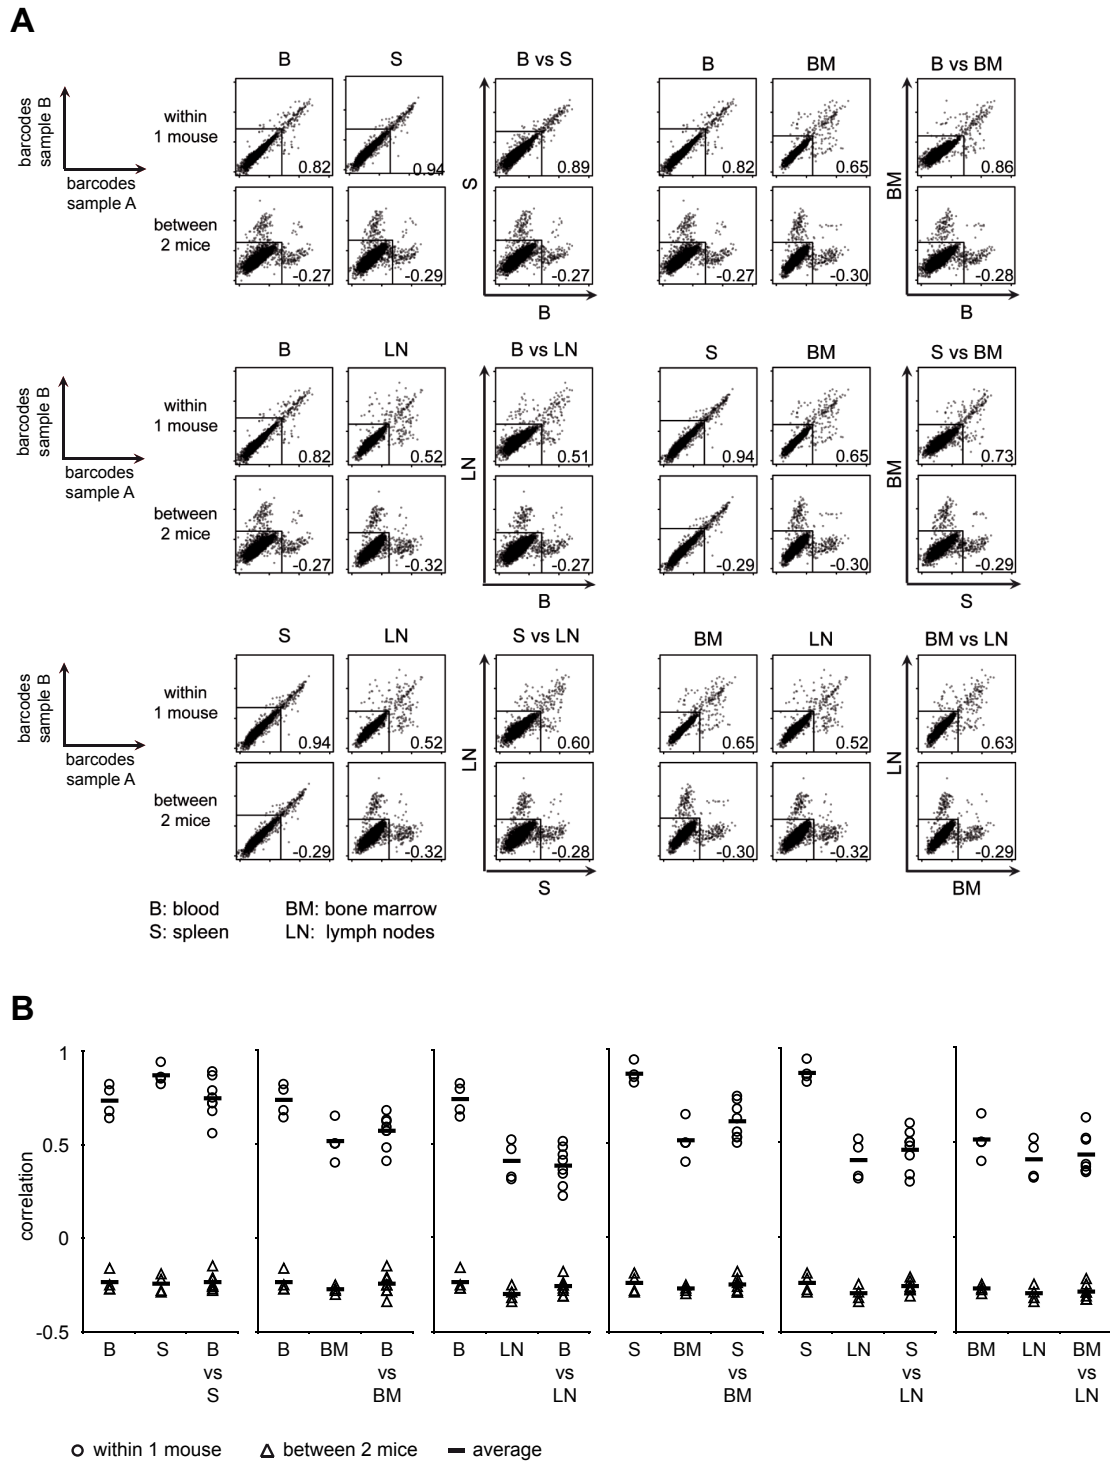 A
B S B vs S B BM B vs BM
barcodes
sample B
barcodes
sample A
within
1 mouse
0.82 0.94 S 0.89 0.82 0.65 BM 0.86
between
2 mice
-0.27 -0.29 -0.27 -0.27 -0.30 -0.28
B B
B LN B vs LN S BM S vs BM
barcodes
sample B
barcodes
sample A
within
1 mouse
0.82 0.52 LN 0.51 0.94 0.65 BM 0.73
between
2 mice
-0.27 -0.32 -0.27 -0.29 -0.30 -0.29
B S
S LN S vs LN BM LN BM vs LN
barcodes
sample B
barcodes
sample A
within
1 mouse
0.94 0.52 LN 0.60 0.65 0.52 LN 0.63
between
2 mice
-0.29 -0.32 -0.28 -0.30 -0.32 -0.29
S BM
B: blood BM: bone marrow
S: spleen LN: lymph nodes
B
correlation
1
0.5
0
-0.5
B S B B BM B B LN B S BM S S LN S BM LN BM
vs vs vs vs vs vs
S BM LN BM LN LN
within 1 mouse between 2 mice average